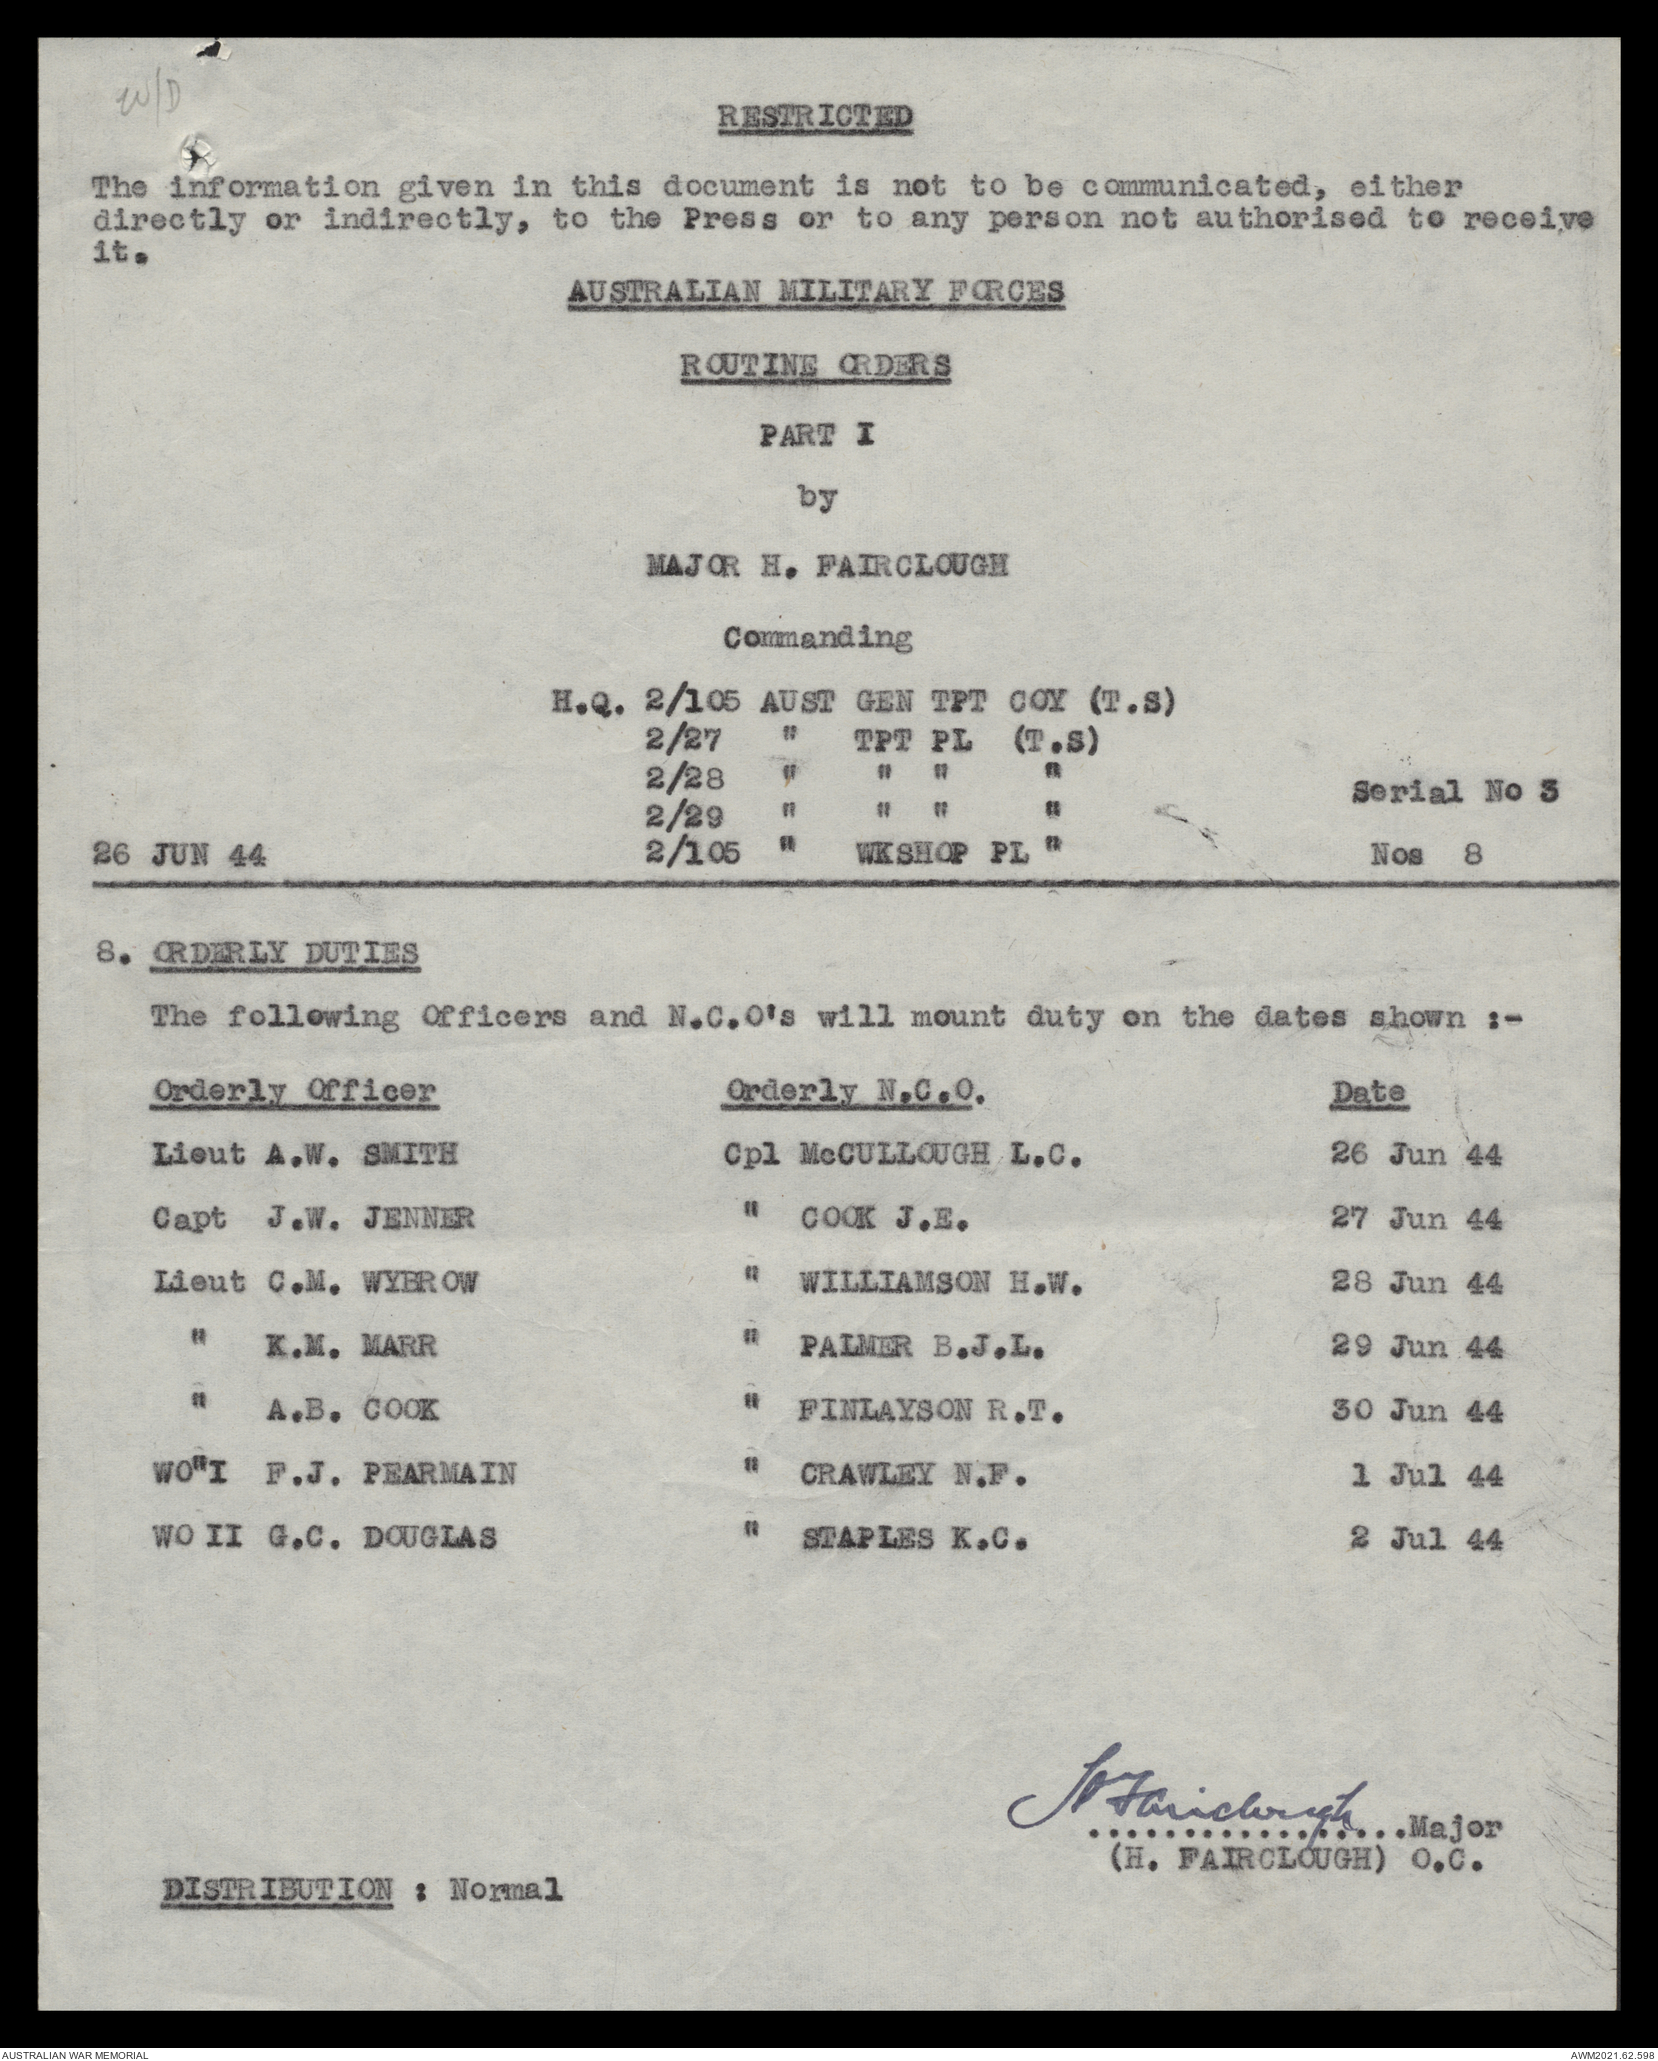 W/D
RESTRICTED
The information given in this document is not to be communicated, either
directly or indirectly, to the Press or to any person not authorised to receive
it.
AUSTRALIAN MILITARY FORCES
ROUTINE ORDERS
PART I
by
MAJOR H. FAIRCLOUGH
Commanding
H.Q. 2/105 AUST GEN TPT COY (T.S)
2/27 " TPT PL (T.S)
2/28 " " " "
Serial No 3
2/29 " " " "
26 JUN 44 2/105 " WKSHOP PL " Nos 8
8. ORDERLY DUTIES
The following Officers and N.C.O's will mount duty on the dates shown :-
Orderly Officer Orderly N.C.O. Date
Lieut A.W. SMITH Cpl McCULLOUGH L.C. 26 Jun 44
Capt J.W. JENNER " COOK J.E. 27 Jun 44
Lieut C.M. WYBROW " WILLIAMSON H.W. 28 Jun 44
" K.M. MARR " PALMER B.J.L. 29 Jun 44
" A.B. COOK " FINLAYSON R.T. 30 Jun 44
WO"I F.J. PEARMAIN " CRAWLEY N.F. 1 Jul 44
WO II G.C. DOUGLAS " STAPLES K.C. 2 Jul 44
H Fairclough
.................Major
(H. FAIRCLOUGH) O.C.
DISTRIBUTION : Normal
AUSTRALIAN WAR MEMORIAL AWM2021.62.598